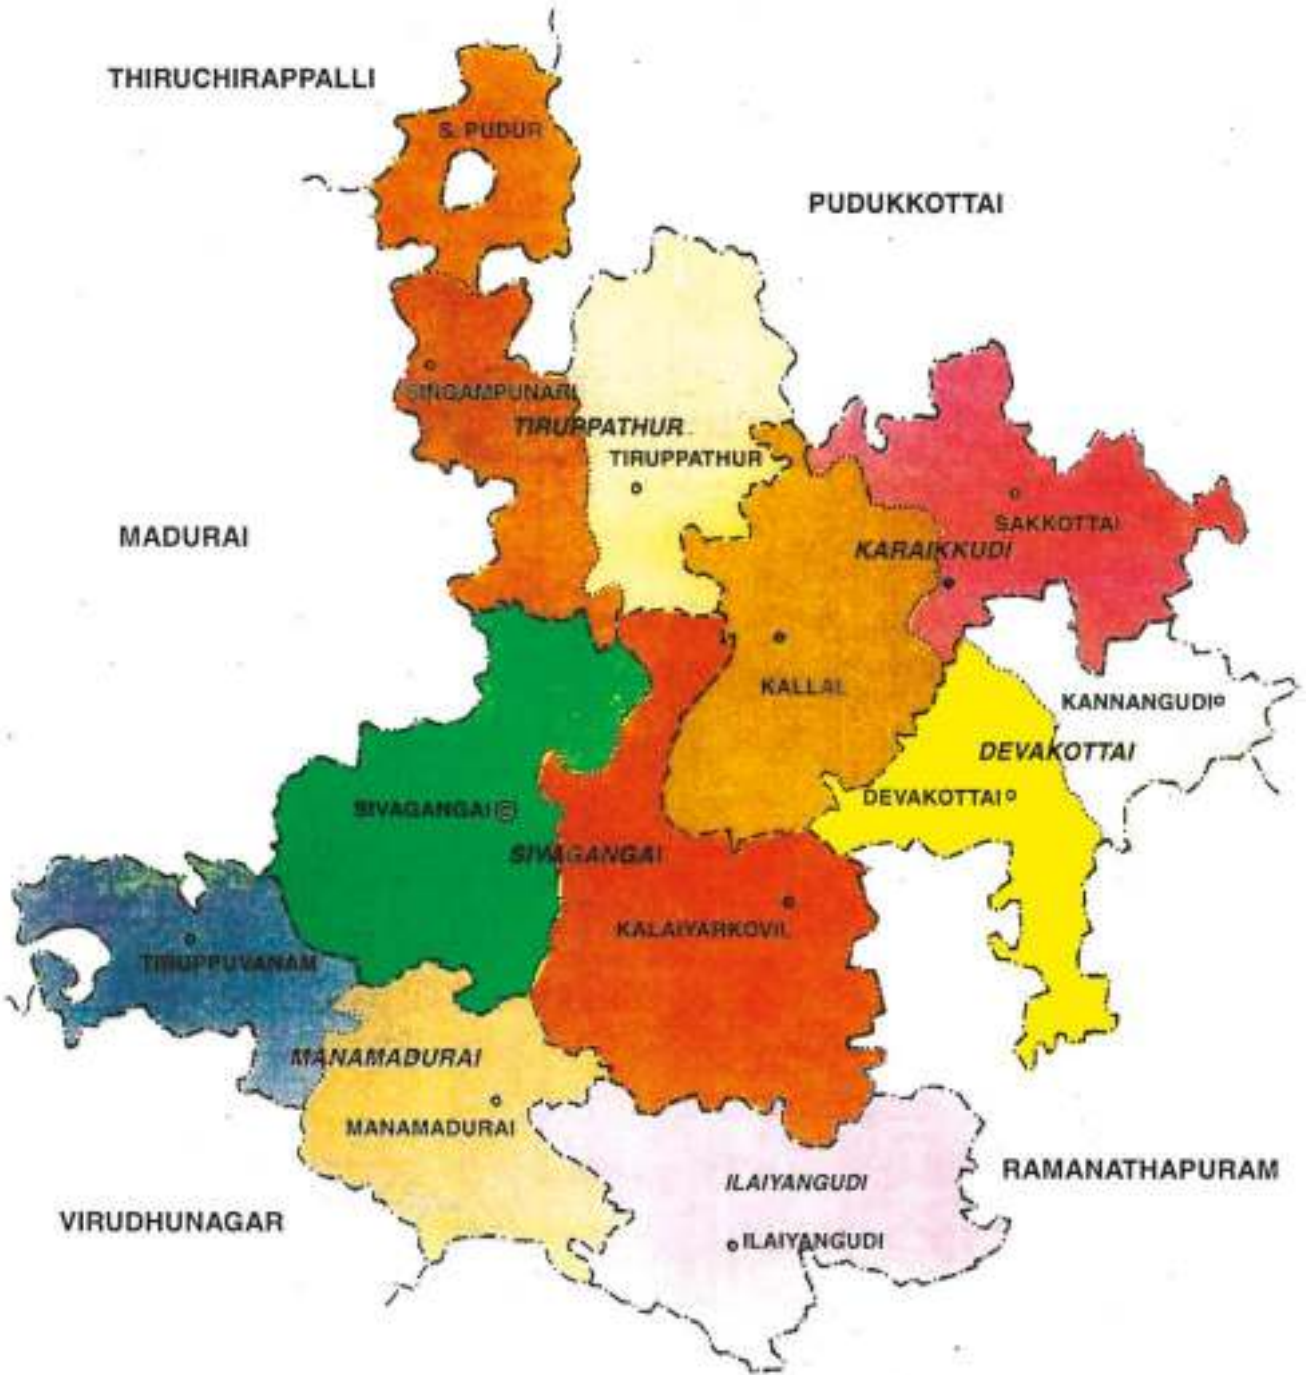 THIRUCHIRAPPALLI
S. PUDUR
PUDUKKOTTAI
SINGAMPUNARI
TIRUPPATHUR
TIRUPPATHUR
SAKKOTTAI
MADURAI
KARAIKKUDI
KALLAL
KANNANGUDI
DEVAKOTTAI
DEVAKOTTAI
SIVAGANGAI C
SIVAGANGAI
KALAIYARKOVIL
TIRUPPUVANAM
MANAMADURAI
MANAMADURAI
RAMANATHAPURAM
ILAIYANGUDI
VIRUDHUNAGAR
ILAIYANGUDI